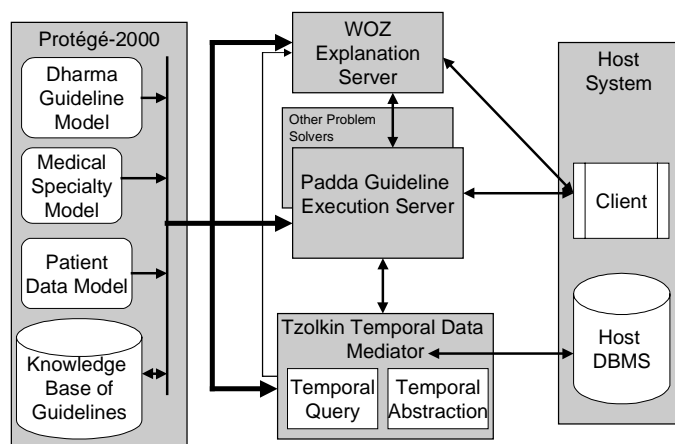 Protégé-2000
Dharma
Guideline
Model
Medical
Specialty
Model
Patient
Data Model
Knowledge
Base of
Guidelines
WOZ
Explanation
Server
Other Problem
Solvers
Padda Guideline
Execution Server
Tzolkin Temporal Data
Mediator
Temporal
Query
Temporal
Abstraction
Host
System
Client
Host
DBMS